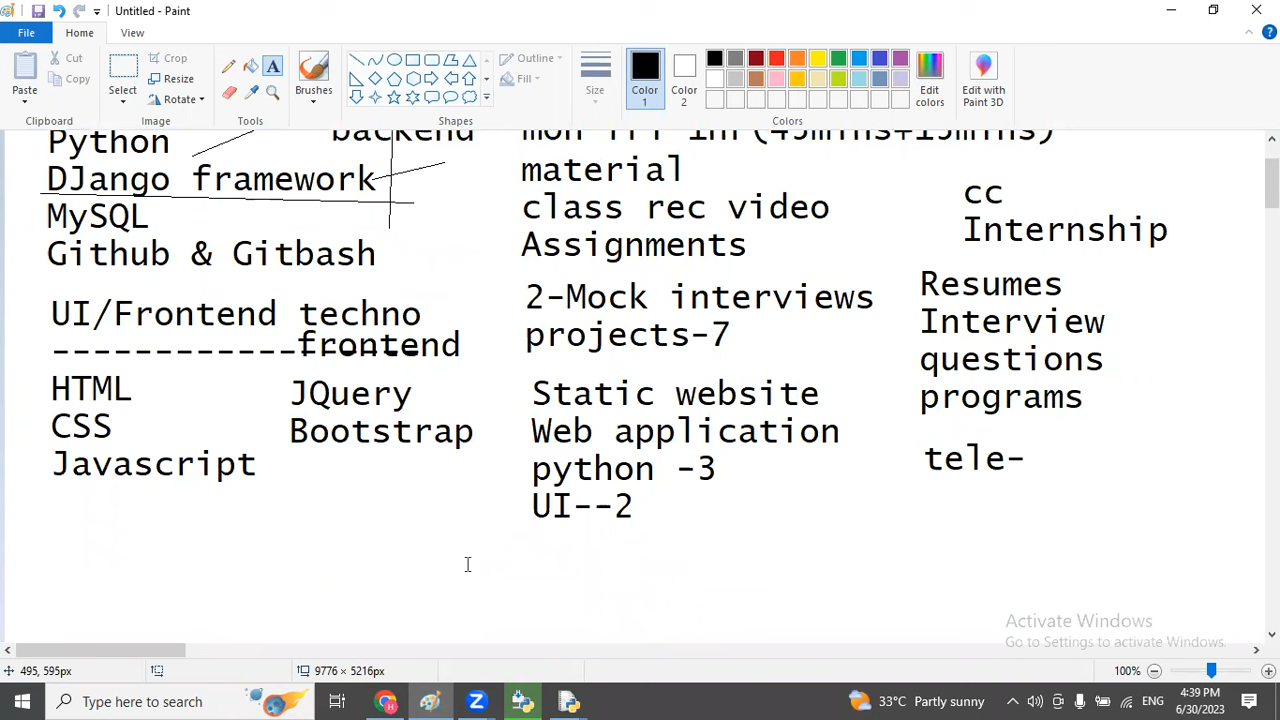 Untitled - Paint
File
Home
View
Paste
Cut
Copy
Clipboard
Select
Crop
Resize
Rotate
Image
A
Tools
Brushes
Outline
Fill
Shapes
Size
Color
1
Color
2
Edit
colors
Edit with
Paint 3D
Colors
Python
backend
mon fri 1hr(45mins+15mins)
DJango framework
MySQL
Github & Gitbash
material
class rec video
Assignments
cc
Internship
UI/Frontend techno
frontend
------------------
HTML
CSS
Javascript
JQuery
Bootstrap
2-Mock interviews
projects-7
Static website
Web application
python -3
UI--2
Resumes
Interview
questions
programs
tele-
Activate Windows
Go to Settings to activate Windows.
495, 595px
9776 × 5216px
100%
Type here to search
33°C Partly sunny
ENG
4:39 PM
6/30/2023